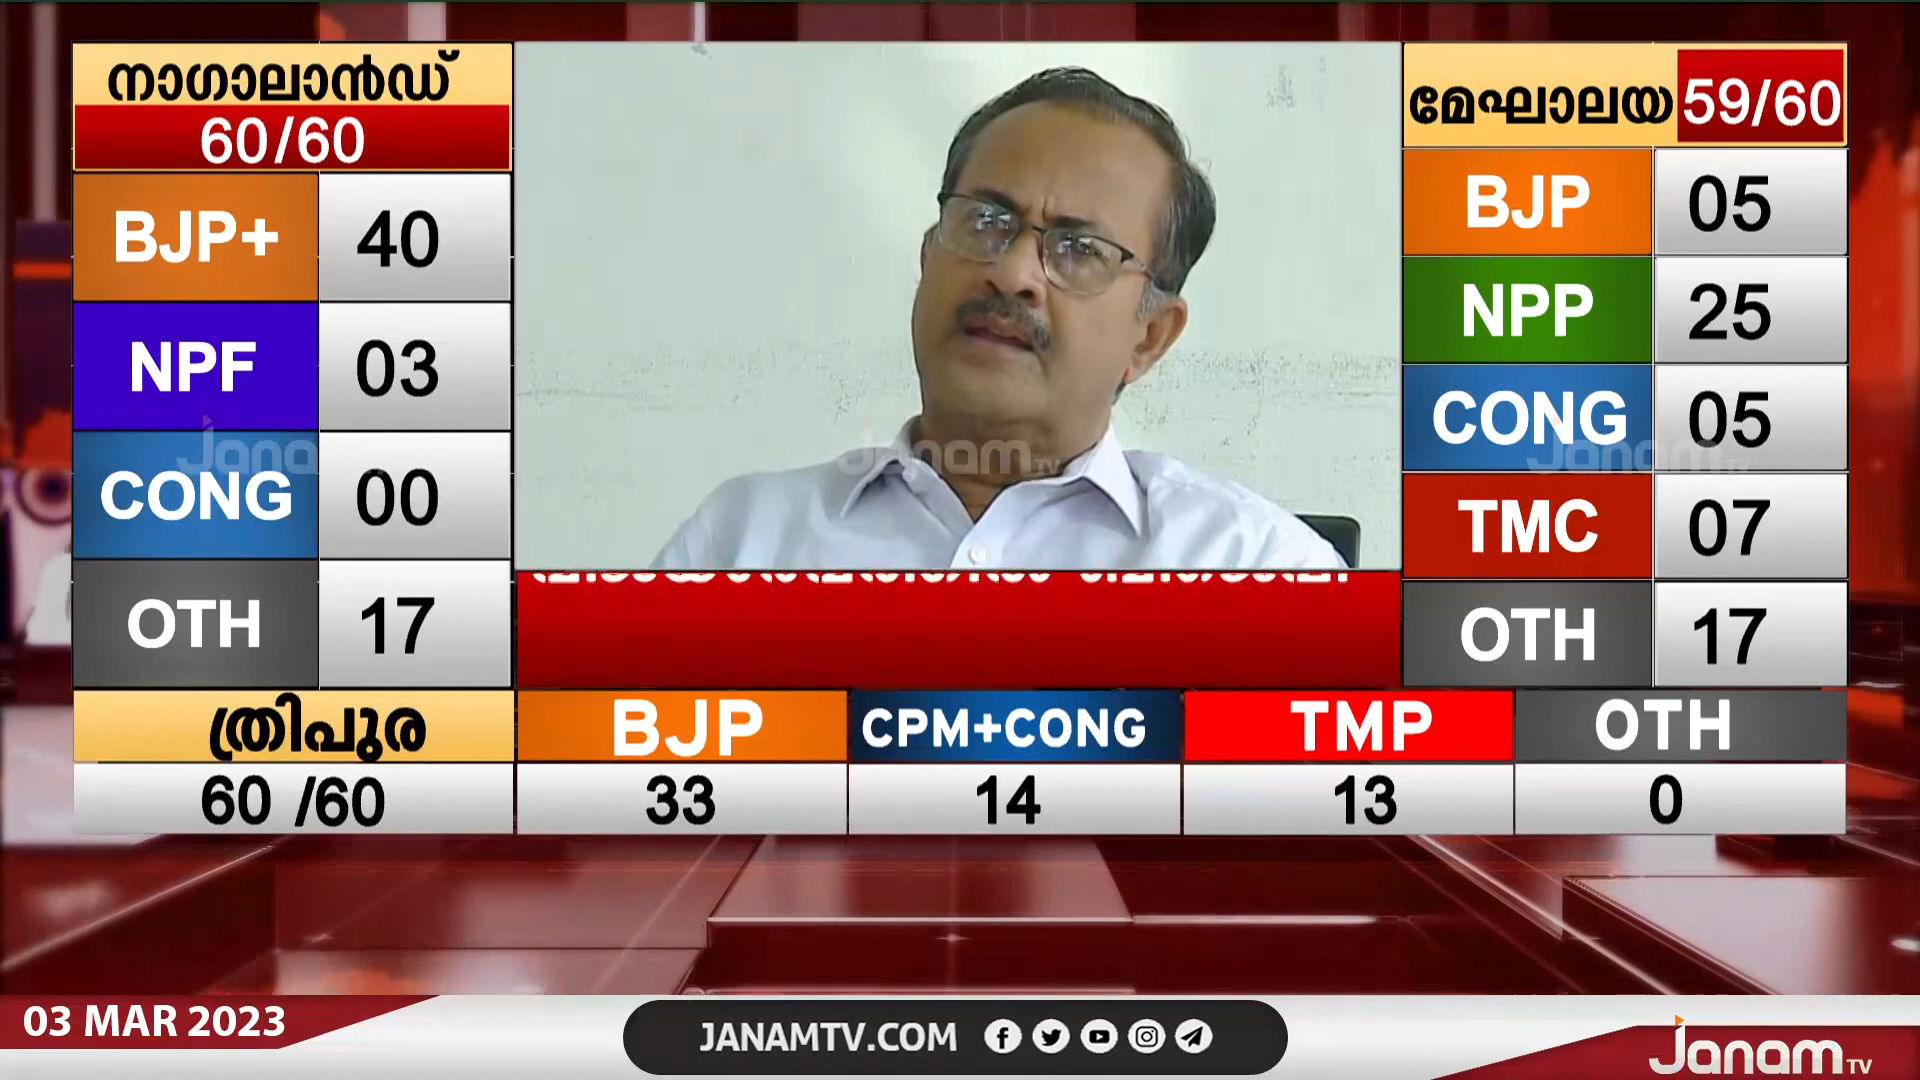 നാഗാലാൻഡ്
60/60
BJP+ 40
NPF 03
CONG 00
OTH 17
മേഘാലയ 59/60
BJP 05
NPP 25
CONG 05
TMC 07
OTH 17
ത്രിപുര BJP CPM+CONG TMP OTH
60 /60 33 14 13 0
Janam TV
03 MAR 2023
JANAMTV.COM
Janam TV